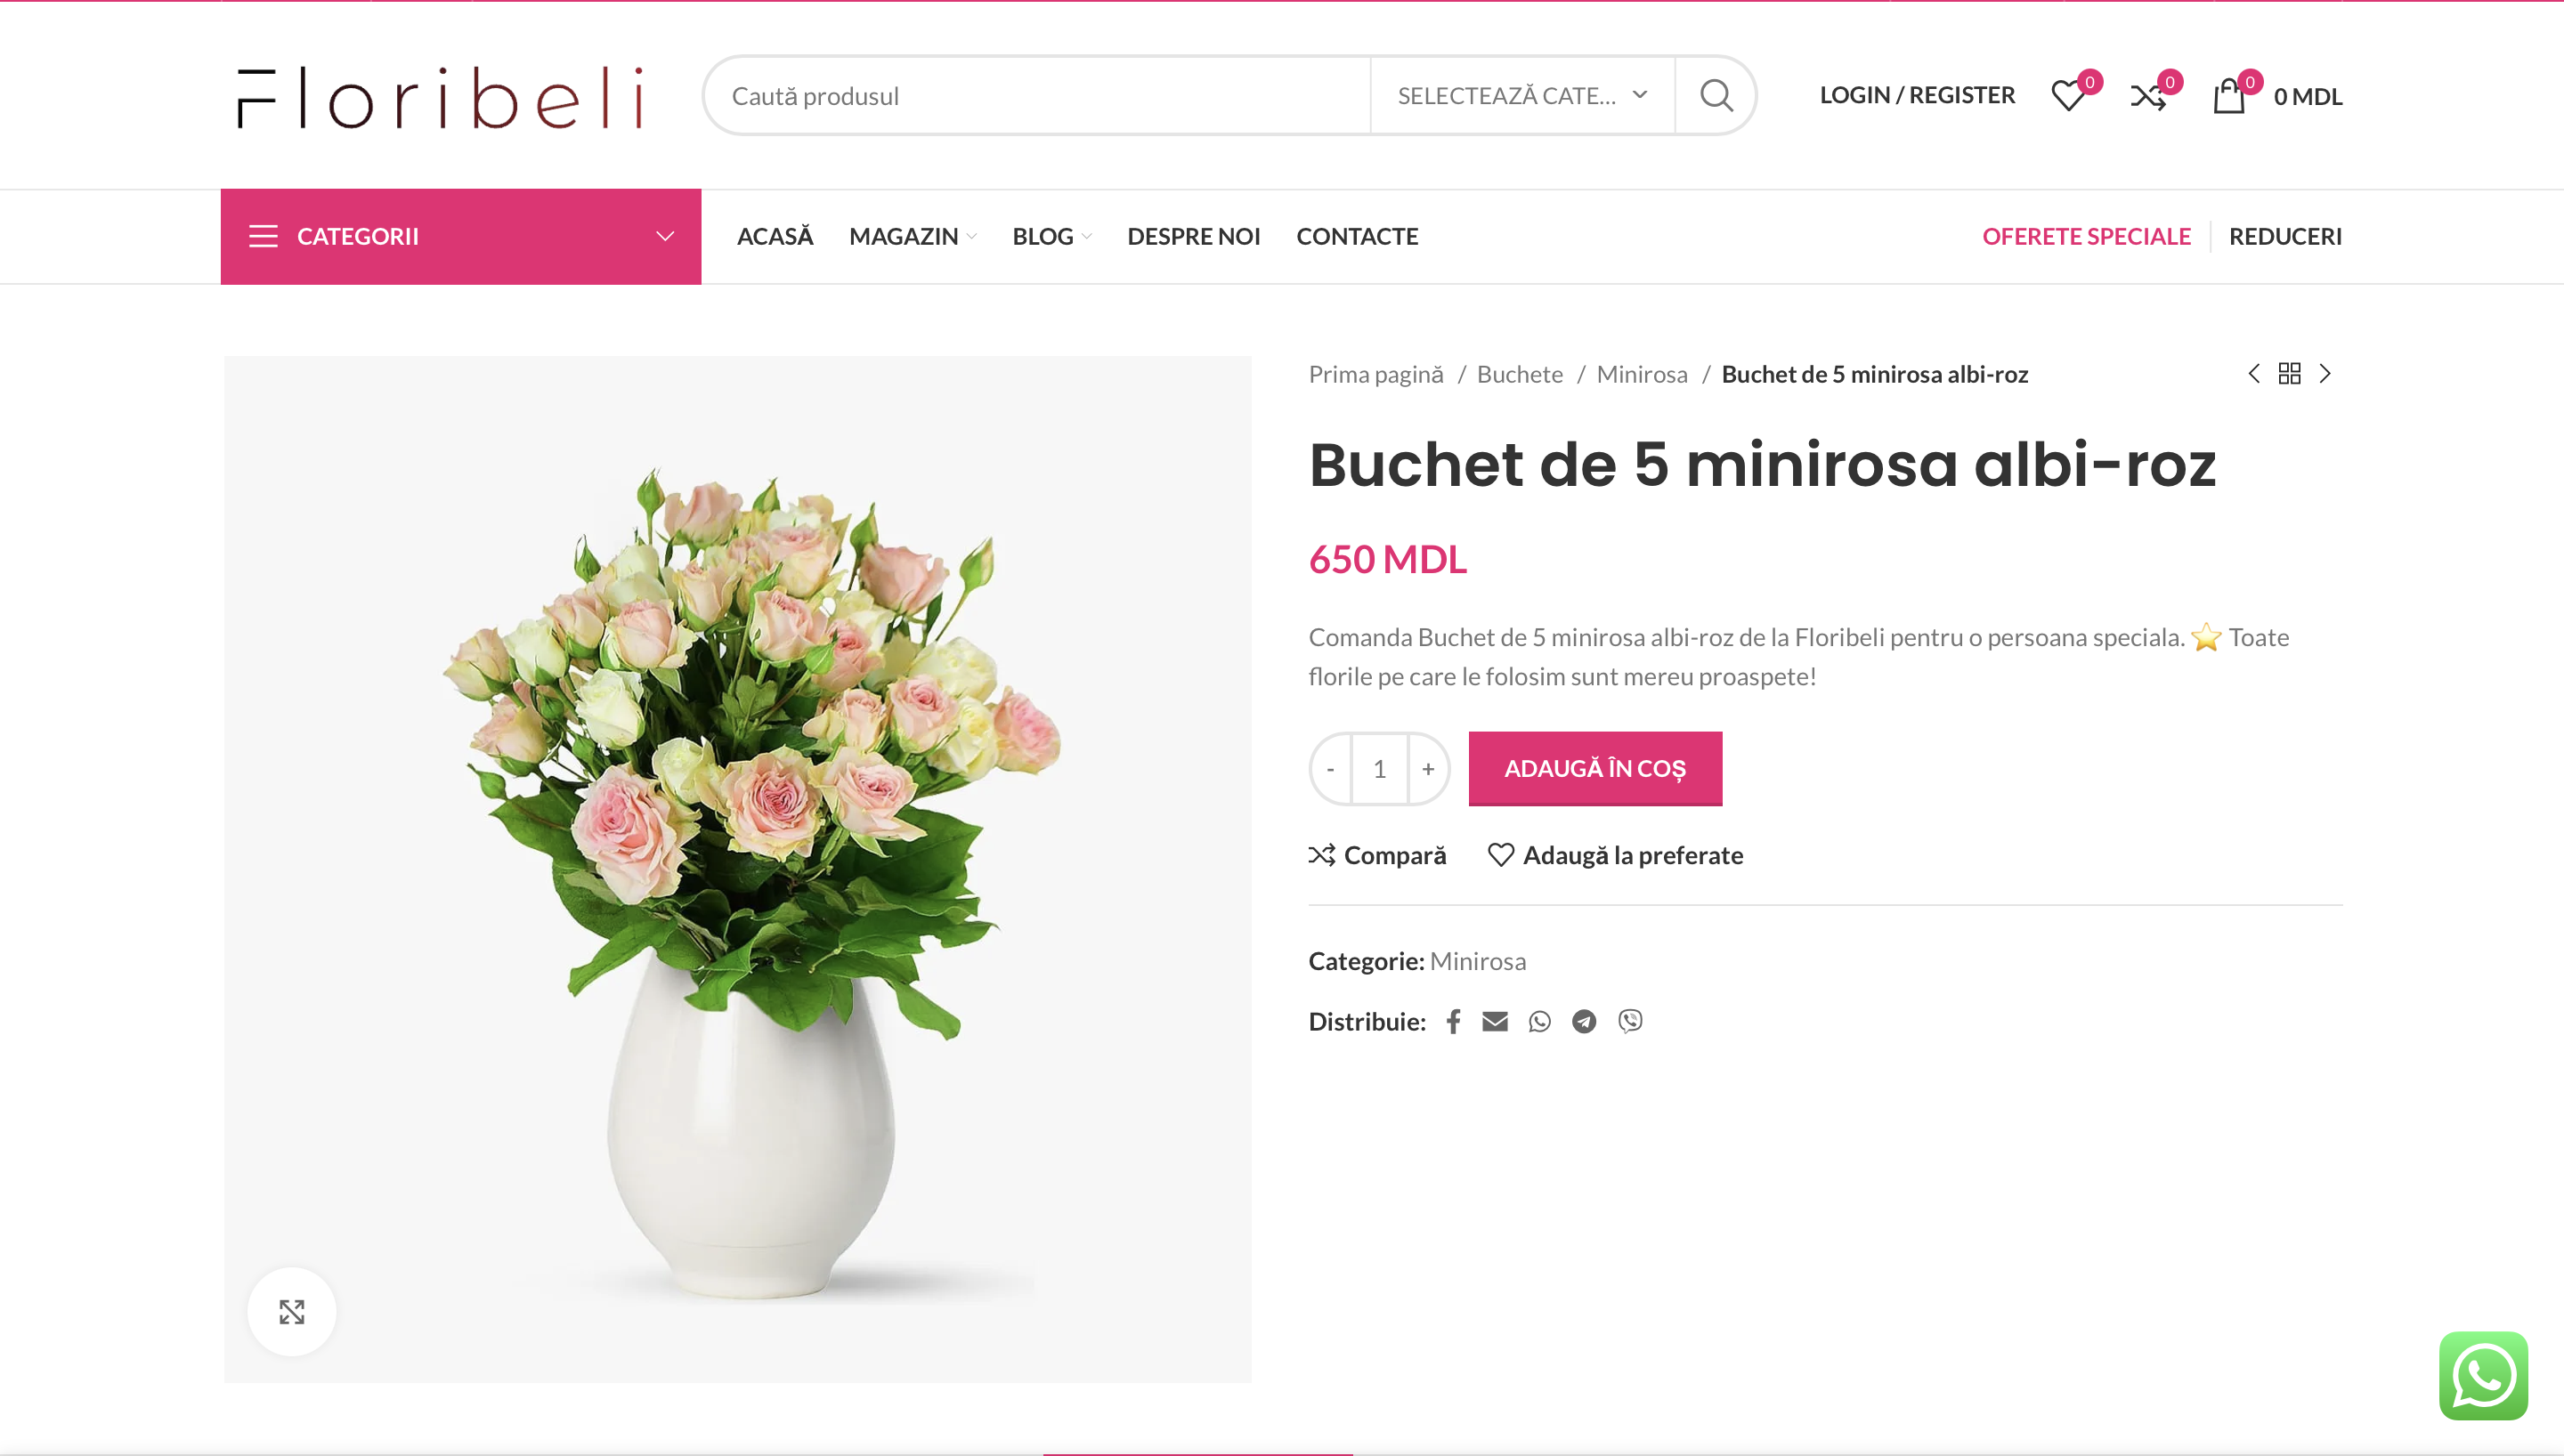 Floribeli
Caută produsul
SELECTEAZĂ CATE...
LOGIN / REGISTER
0
0
0
0 MDL
CATEGORII
ACASĂ
MAGAZIN
BLOG
DESPRE NOI
CONTACTE
OFERETE SPECIALE
REDUCERI
Prima pagină / Buchete / Minirosa / Buchet de 5 minirosa albi-roz
Buchet de 5 minirosa albi-roz
650 MDL
Comanda Buchet de 5 minirosa albi-roz de la Floribeli pentru o persoana speciala. ⭐ Toate
florile pe care le folosim sunt mereu proaspete!
- 1 +
ADAUGĂ ÎN COȘ
Compară
Adaugă la preferate
Categorie: Minirosa
Distribuie: